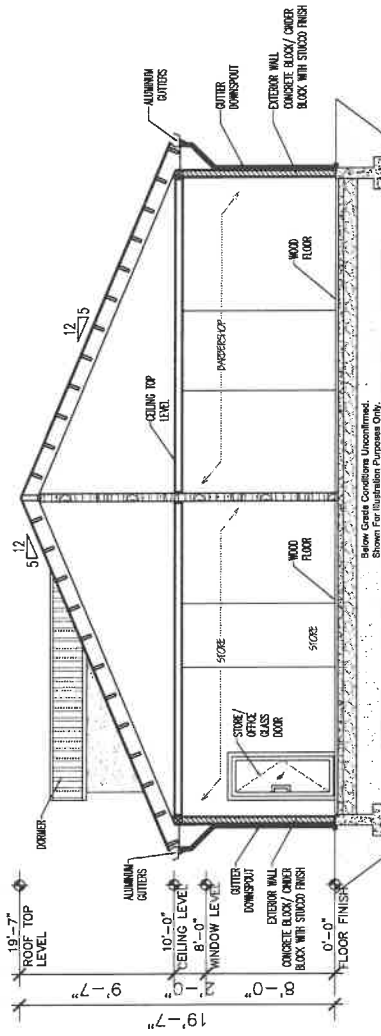 19'-7"
ROOF TOP
LEVEL
10'-0"
CEILING LEVEL
8'-0"
WINDOW LEVEL
0'-0"
FLOOR FINISH
19'-7"
9'-7"
2'-0"
8'-0"
DORMER
12
5
12
5
ALUMINUM
GUTTERS
ALUMINUM
GUTTERS
CEILING TOP
LEVEL
STORE
BARBERSHOP
STORE/
OFFICE
GLASS
DOOR
STORE
GUTTER
DOWNSPOUT
EXTERIOR WALL
CONCRETE BLOCK/ CINDER
BLOCK WITH STUCCO FINISH
WOOD
FLOOR
WOOD
FLOOR
GUTTER
DOWNSPOUT
EXTERIOR WALL
CONCRETE BLOCK/ CINDER
BLOCK WITH STUCCO FINISH
Below Grade Conditions Unconfirmed.
Shown For Illustration Purposes Only.